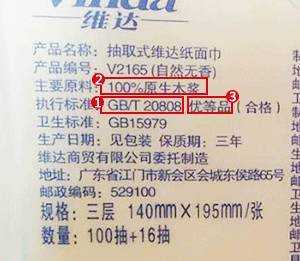 Vinda
维达
产品名称：抽取式维达纸面巾
产品编号：V2165 (自然无香)
②
主要原料：100%原生木浆
① ③
执行标准：GB/T 20808 优等品（合格）
卫生标准：GB15979
生产日期：见包装 保质期：三年
维达商贸有限公司委托制造
地址：广东省江门市新会区会城东侯路65号
邮政编码：529100
规格：三层 140mm×195mm/张
数量：100抽+16抽